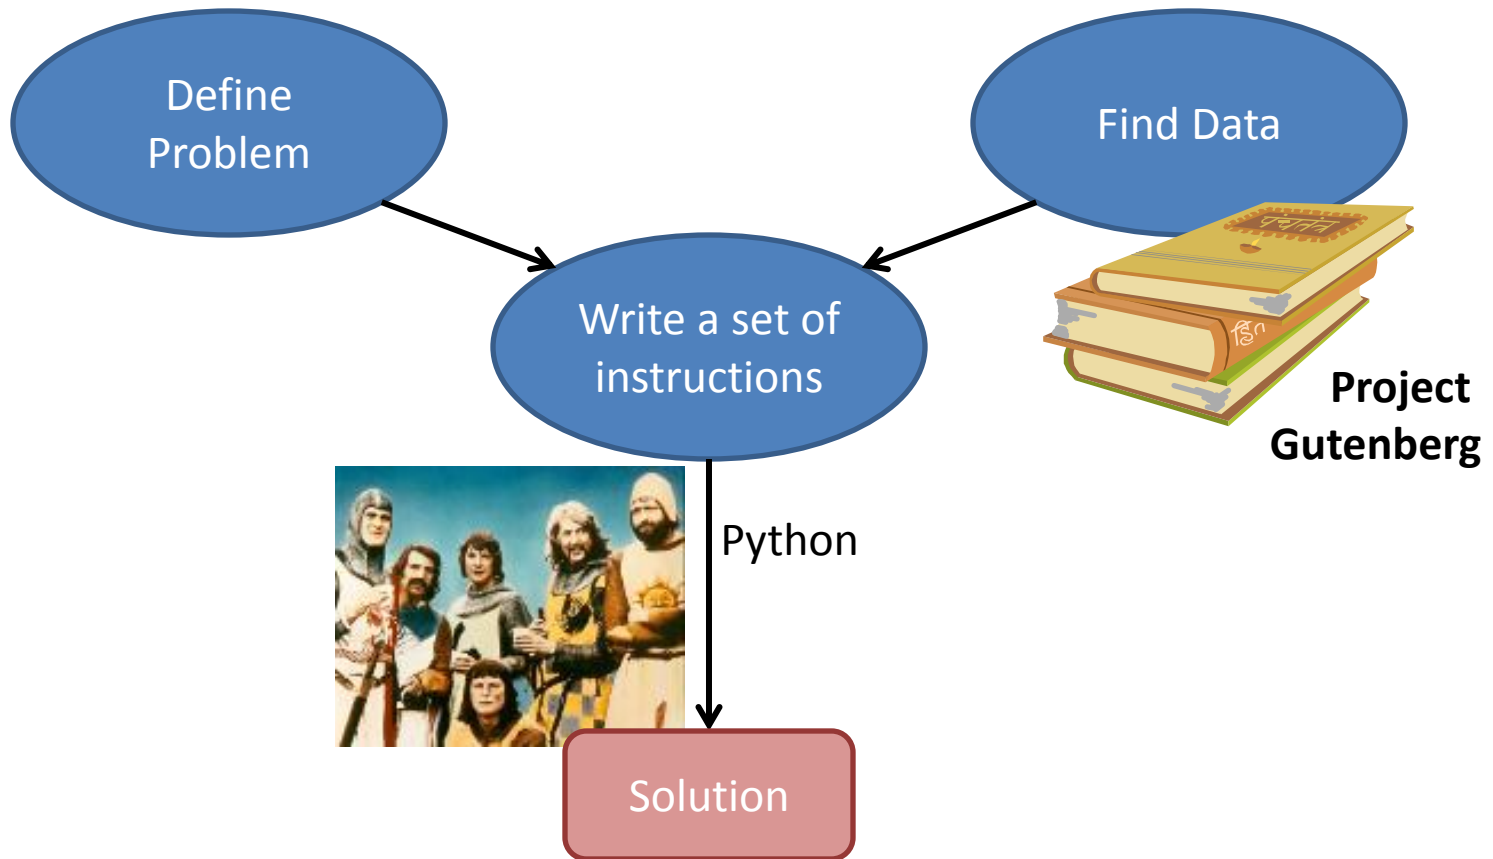 Define
Problem
Find Data
Write a set of
instructions
Project
Gutenberg
Python
Solution